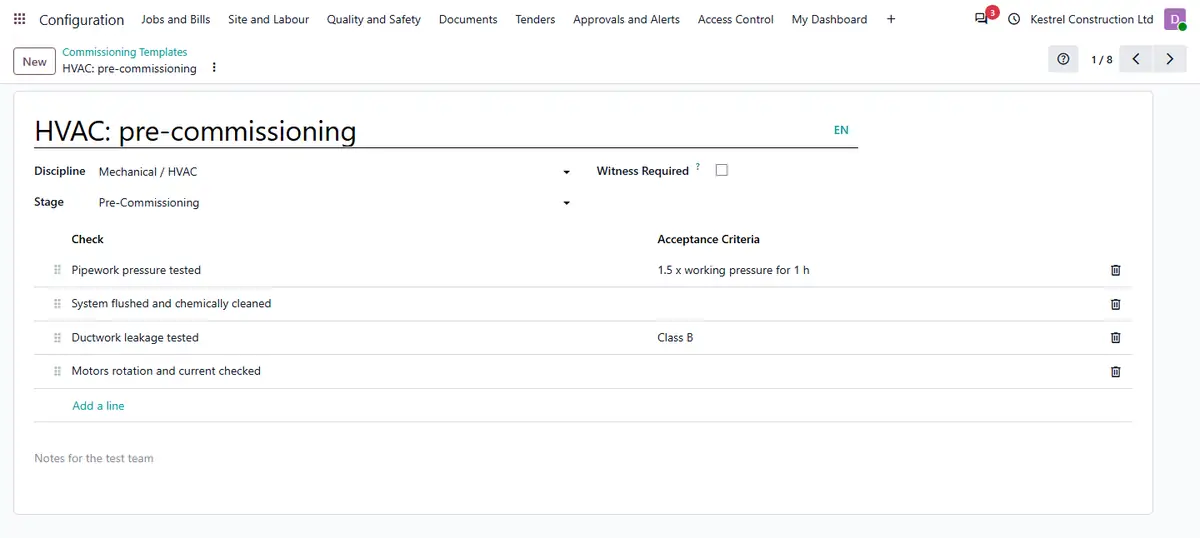 Configuration Jobs and Bills Site and Labour Quality and Safety Documents Tenders Approvals and Alerts Access Control My Dashboard + 3 Kestrel Construction Ltd D
New Commissioning Templates
HVAC: pre-commissioning
1 / 8
HVAC: pre-commissioning EN
Discipline Mechanical / HVAC Witness Required ?
Stage Pre-Commissioning
Check Acceptance Criteria
Pipework pressure tested 1.5 x working pressure for 1 h
System flushed and chemically cleaned
Ductwork leakage tested Class B
Motors rotation and current checked
Add a line
Notes for the test team